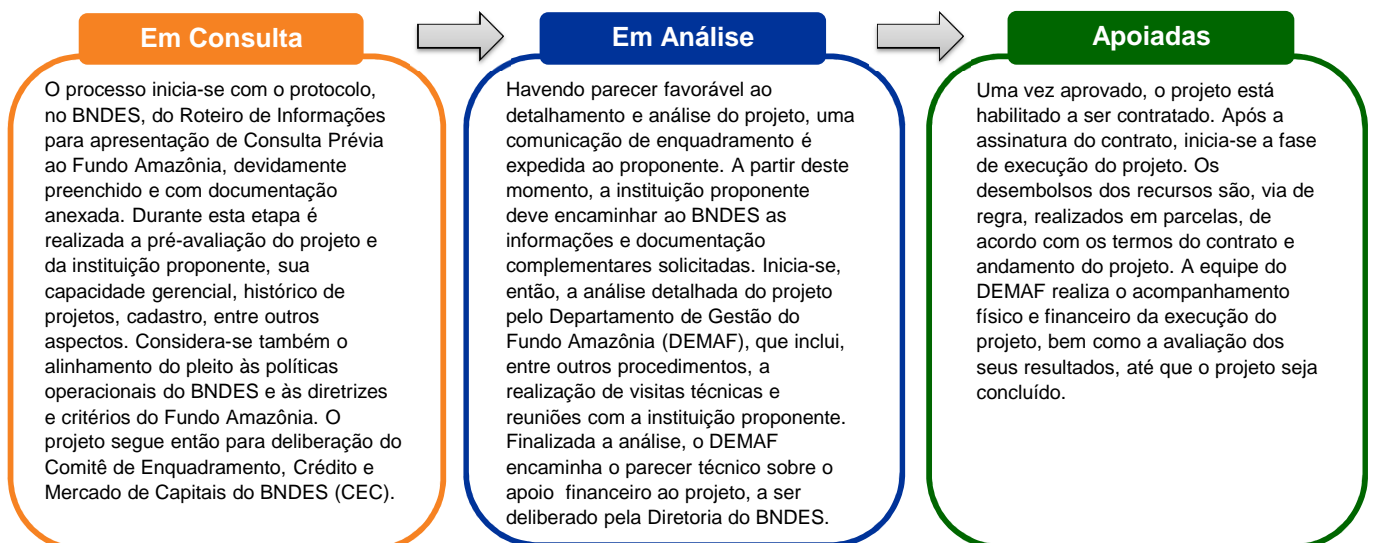 Em Consulta
O processo inicia-se com o protocolo,
no BNDES, do Roteiro de Informações
para apresentação de Consulta Prévia
ao Fundo Amazônia, devidamente
preenchido e com documentação
anexada. Durante esta etapa é
realizada a pré-avaliação do projeto e
da instituição proponente, sua
capacidade gerencial, histórico de
projetos, cadastro, entre outros
aspectos. Considera-se também o
alinhamento do pleito às políticas
operacionais do BNDES e às diretrizes
e critérios do Fundo Amazônia. O
projeto segue então para deliberação do
Comitê de Enquadramento, Crédito e
Mercado de Capitais do BNDES (CEC).
Em Análise
Havendo parecer favorável ao
detalhamento e análise do projeto, uma
comunicação de enquadramento é
expedida ao proponente. A partir deste
momento, a instituição proponente
deve encaminhar ao BNDES as
informações e documentação
complementares solicitadas. Inicia-se,
então, a análise detalhada do projeto
pelo Departamento de Gestão do
Fundo Amazônia (DEMAF), que inclui,
entre outros procedimentos, a
realização de visitas técnicas e
reuniões com a instituição proponente.
Finalizada a análise, o DEMAF
encaminha o parecer técnico sobre o
apoio financeiro ao projeto, a ser
deliberado pela Diretoria do BNDES.
Apoiadas
Uma vez aprovado, o projeto está
habilitado a ser contratado. Após a
assinatura do contrato, inicia-se a fase
de execução do projeto. Os
desembolsos dos recursos são, via de
regra, realizados em parcelas, de
acordo com os termos do contrato e
andamento do projeto. A equipe do
DEMAF realiza o acompanhamento
físico e financeiro da execução do
projeto, bem como a avaliação dos
seus resultados, até que o projeto seja
concluído.